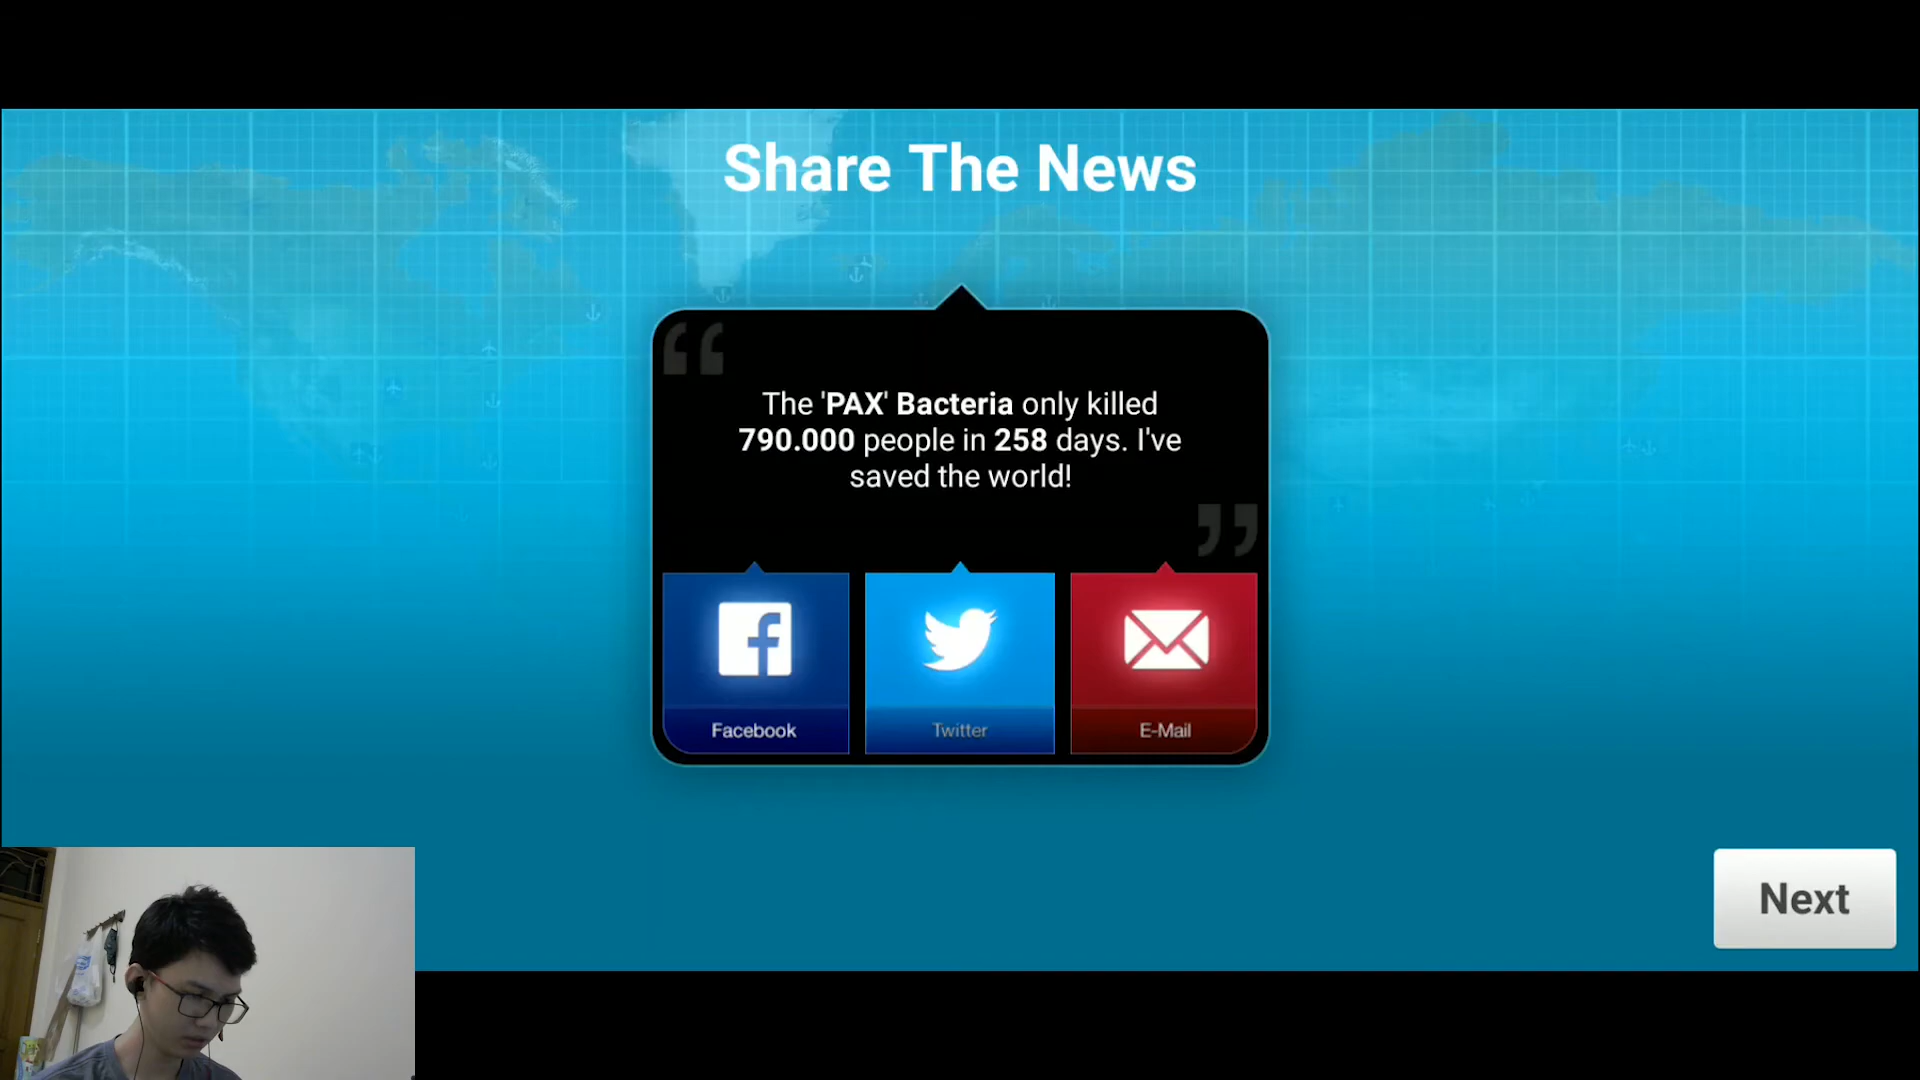 Share The News
The 'PAX' Bacteria only killed
790.000 people in 258 days. I've
saved the world!
Facebook
Twitter
E-Mail
Next